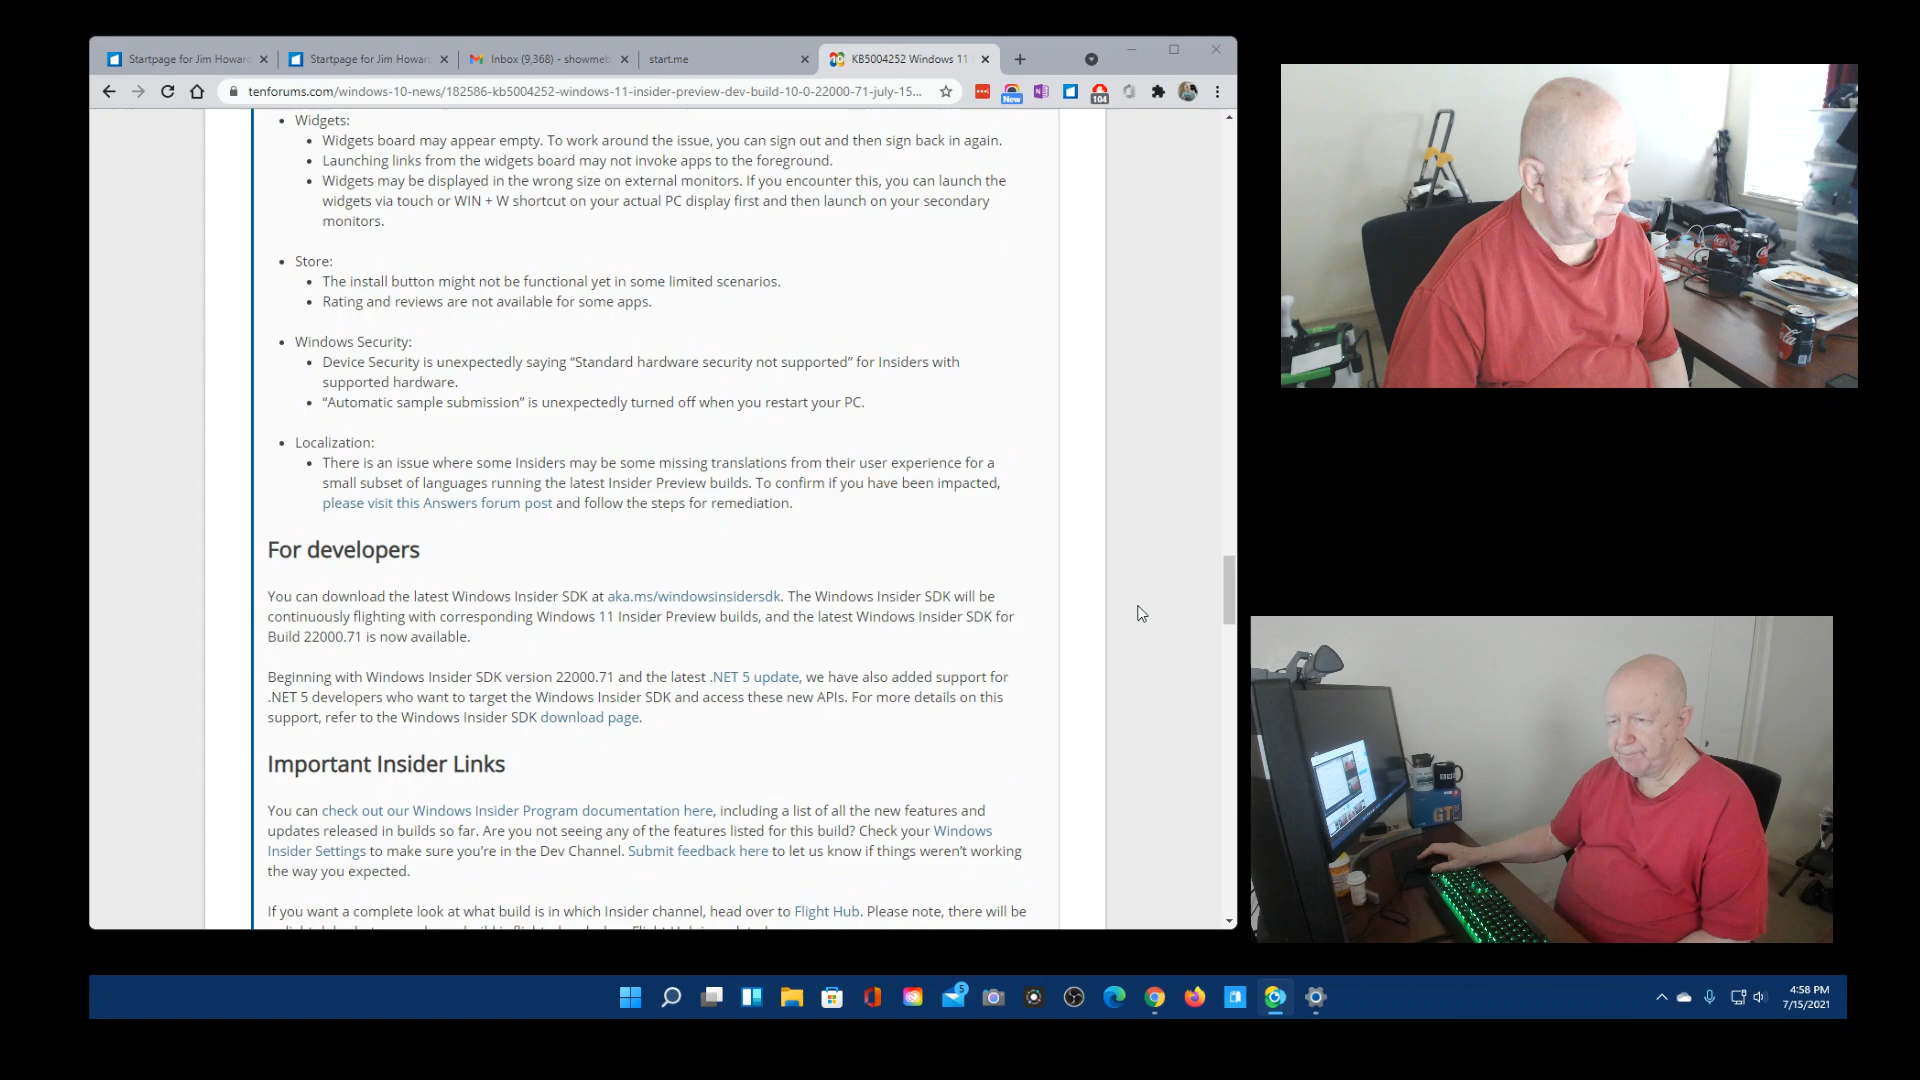 Startpage for Jim Howard
Startpage for Jim Howard
Inbox (9,368) - showmeb
start.me
KB5004252 Windows 11
tenforums.com/windows-10-news/182586-kb5004252-windows-11-insider-preview-dev-build-10-0-22000-71-july-15...
New
104
• Widgets:
• Widgets board may appear empty. To work around the issue, you can sign out and then sign back in again.
• Launching links from the widgets board may not invoke apps to the foreground.
• Widgets may be displayed in the wrong size on external monitors. If you encounter this, you can launch the
widgets via touch or WIN + W shortcut on your actual PC display first and then launch on your secondary
monitors.
• Store:
• The install button might not be functional yet in some limited scenarios.
• Rating and reviews are not available for some apps.
• Windows Security:
• Device Security is unexpectedly saying “Standard hardware security not supported” for Insiders with
supported hardware.
• “Automatic sample submission” is unexpectedly turned off when you restart your PC.
• Localization:
• There is an issue where some Insiders may be some missing translations from their user experience for a
small subset of languages running the latest Insider Preview builds. To confirm if you have been impacted,
please visit this Answers forum post and follow the steps for remediation.
For developers
You can download the latest Windows Insider SDK at aka.ms/windowsinsidersdk. The Windows Insider SDK will be
continuously flighting with corresponding Windows 11 Insider Preview builds, and the latest Windows Insider SDK for
Build 22000.71 is now available.
Beginning with Windows Insider SDK version 22000.71 and the latest .NET 5 update, we have also added support for
.NET 5 developers who want to target the Windows Insider SDK and access these new APIs. For more details on this
support, refer to the Windows Insider SDK download page.
Important Insider Links
You can check out our Windows Insider Program documentation here, including a list of all the new features and
updates released in builds so far. Are you not seeing any of the features listed for this build? Check your Windows
Insider Settings to make sure you’re in the Dev Channel. Submit feedback here to let us know if things weren’t working
the way you expected.
If you want a complete look at what build is in which Insider channel, head over to Flight Hub. Please note, there will be
5
4:58 PM
7/15/2021